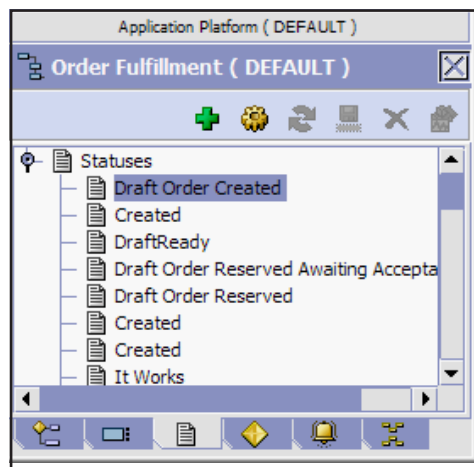 Application Platform ( DEFAULT )
Order Fulfillment ( DEFAULT )
Statuses
Draft Order Created
Created
DraftReady
Draft Order Reserved Awaiting Accepta
Draft Order Reserved
Created
Created
It Works